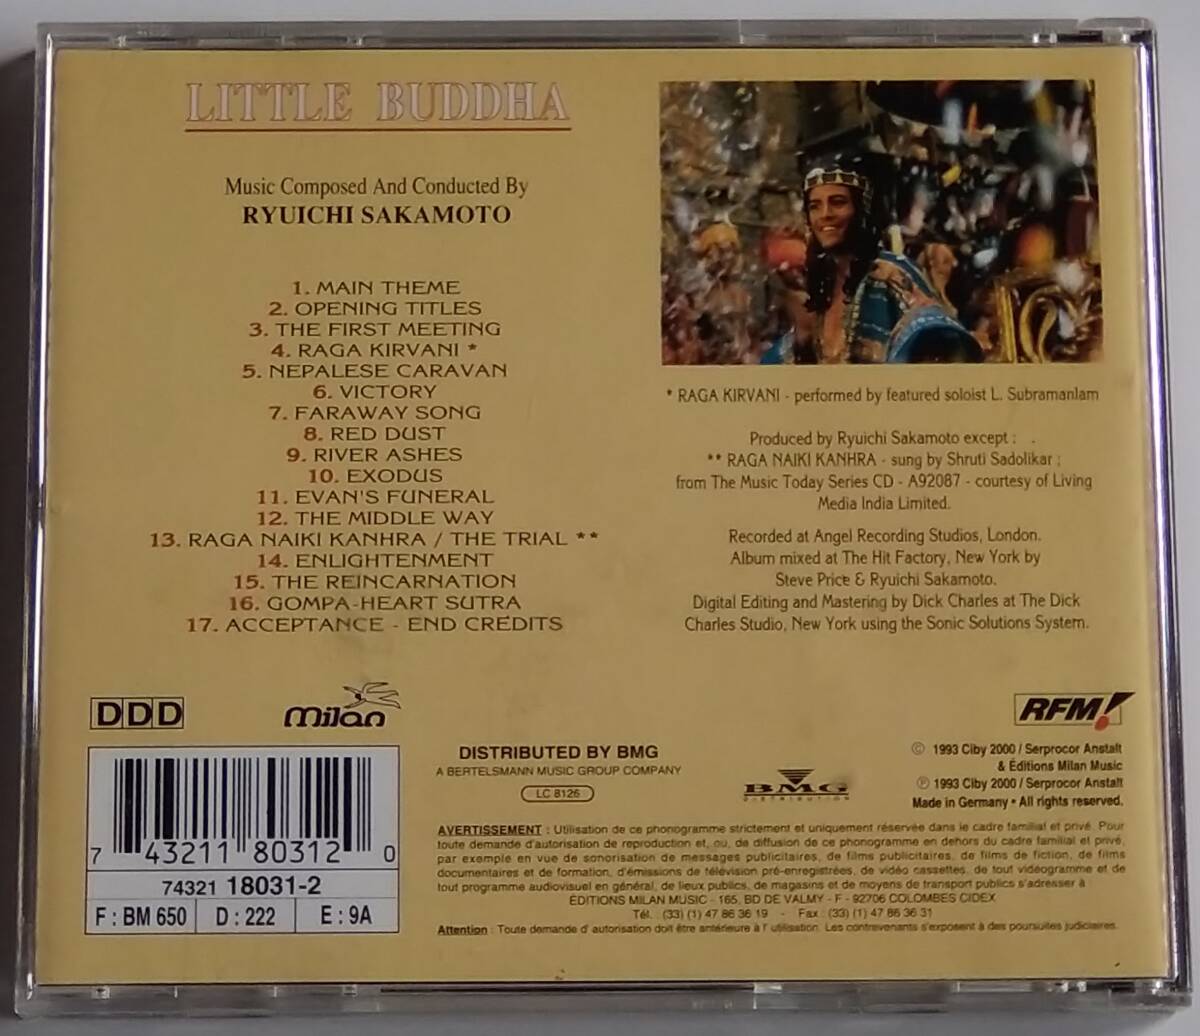 LITTLE BUDDHA
Music Composed And Conducted By
RYUICHI SAKAMOTO
1. MAIN THEME
2. OPENING TITLES
3. THE FIRST MEETING
4. RAGA KIRVANI *
5. NEPALESE CARAVAN
6. VICTORY
7. FARAWAY SONG
8. RED DUST
9. RIVER ASHES
10. EXODUS
11. EVAN'S FUNERAL
12. THE MIDDLE WAY
13. RAGA NAIKI KANHRA / THE TRIAL **
14. ENLIGHTENMENT
15. THE REINCARNATION
16. GOMPA-HEART SUTRA
17. ACCEPTANCE - END CREDITS
* RAGA KIRVANI - performed by featured soloist L. Subramanlam
Produced by Ryuichi Sakamoto except :
** RAGA NAIKI KANHRA - sung by Shruti Sadolikar ;
from The Music Today Series CD - A92087 - courtesy of Living
Media India Limited.
Recorded at Angel Recording Studios, London.
Album mixed at The Hit Factory, New York by
Steve Price & Ryuichi Sakamoto.
Digital Editing and Mastering by Dick Charles at The Dick
Charles Studio, New York using the Sonic Solutions System.
DDD
milan
RFM!
7 43211 80312 0
74321 18031-2
F : BM 650 D : 222 E : 9A
DISTRIBUTED BY BMG
A BERTELSMANN MUSIC GROUP COMPANY
LC 8126
BMG
DISTRIBUTION
© 1993 Ciby 2000 / Serprocor Anstalt
& Éditions Milan Music
℗ 1993 Ciby 2000 / Serprocor Anstalt
Made in Germany • All rights reserved.
AVERTISSEMENT : Utilisation de ce phonogramme strictement et uniquement réservée dans le cadre familial et privé. Pour
toute demande d'autorisation de reproduction et, ou, de diffusion de ce phonogramme en dehors du cadre familial et privé,
par exemple en vue de sonorisation de messages publicitaires, de films publicitaires, de films de fiction, de films
documentaires et de formation, d'émissions de télévision pré-enregistrées, de vidéo cassettes, de tout vidéogramme et de
tout programme audiovisuel en général, de lieux publics, de magasins et de moyens de transport publics s'adresser à
ÉDITIONS MILAN MUSIC - 165, BD DE VALMY - F - 92706 COLOMBES CIDEX
Tél. : (33) (1) 47 86 36 19 - Fax : (33) (1) 47 86 36 31
Attention : Toute demande d' autorisation doit être antérieure à l' utilisation. Les contrevenants s'exposent à des poursuites judiciaires.